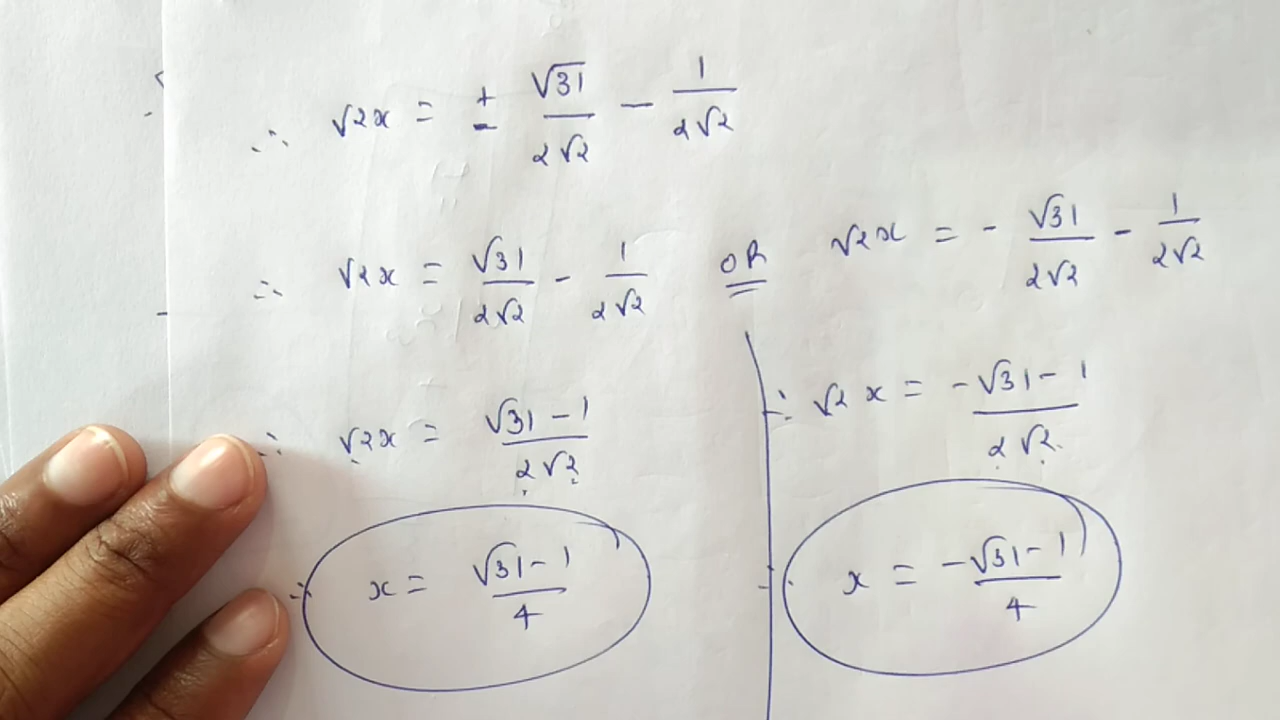 ∴ √2x = ± √31/2√2 − 1/2√2
∴ √2x = √31/2√2 − 1/2√2 OR √2x = − √31/2√2 − 1/2√2
∴ √2x = (√31 − 1)/2√2
∴ x = (√31 − 1)/4
∴ √2 x = (−√31 − 1)/2√2
∴ x = (−√31 − 1)/4